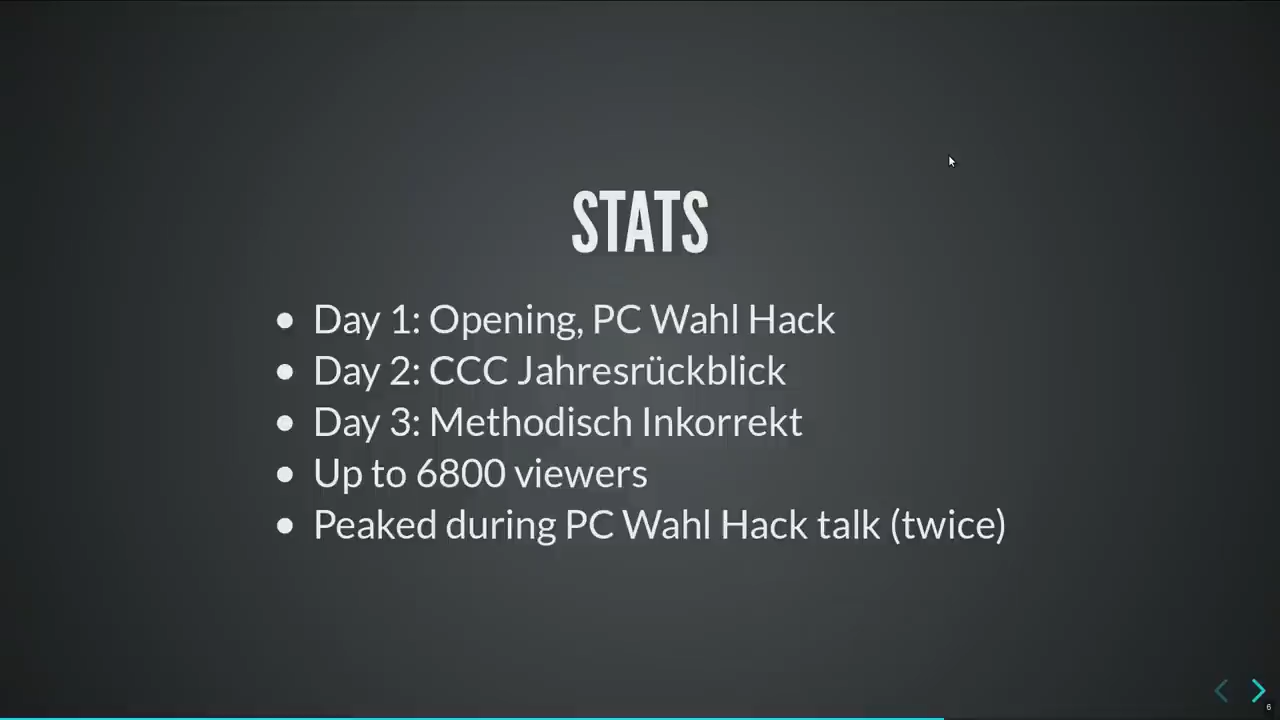 STATS
Day 1: Opening, PC Wahl Hack
Day 2: CCC Jahresrückblick
Day 3: Methodisch Inkorrekt
Up to 6800 viewers
Peaked during PC Wahl Hack talk (twice)
6